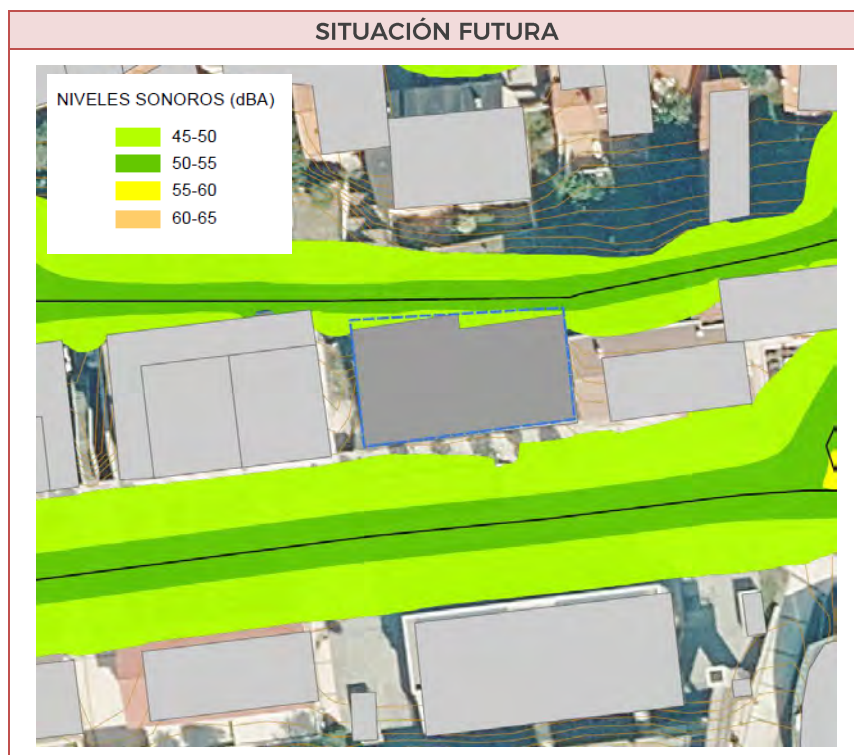 SITUACIÓN FUTURA
NIVELES SONOROS (dBA)
45-50
50-55
55-60
60-65